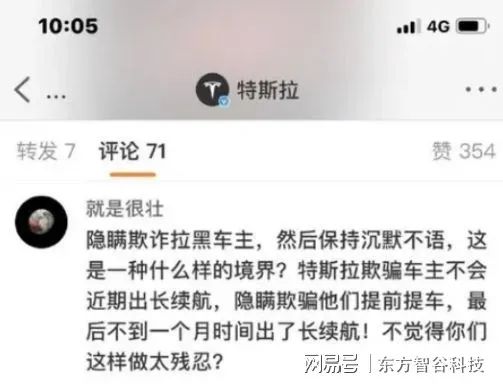 10:05
4G
... 特斯拉 ...
转发 7 评论 71 赞 354
就是很壮
隐瞒欺诈拉黑车主，然后保持沉默不语，这
是一种什么样的境界？特斯拉欺骗车主不会
近期出长续航，隐瞒欺骗他们提前提车，最
后不到一个月时间出了长续航！不觉得你们
这样做太残忍？
网易号 | 东方智谷科技